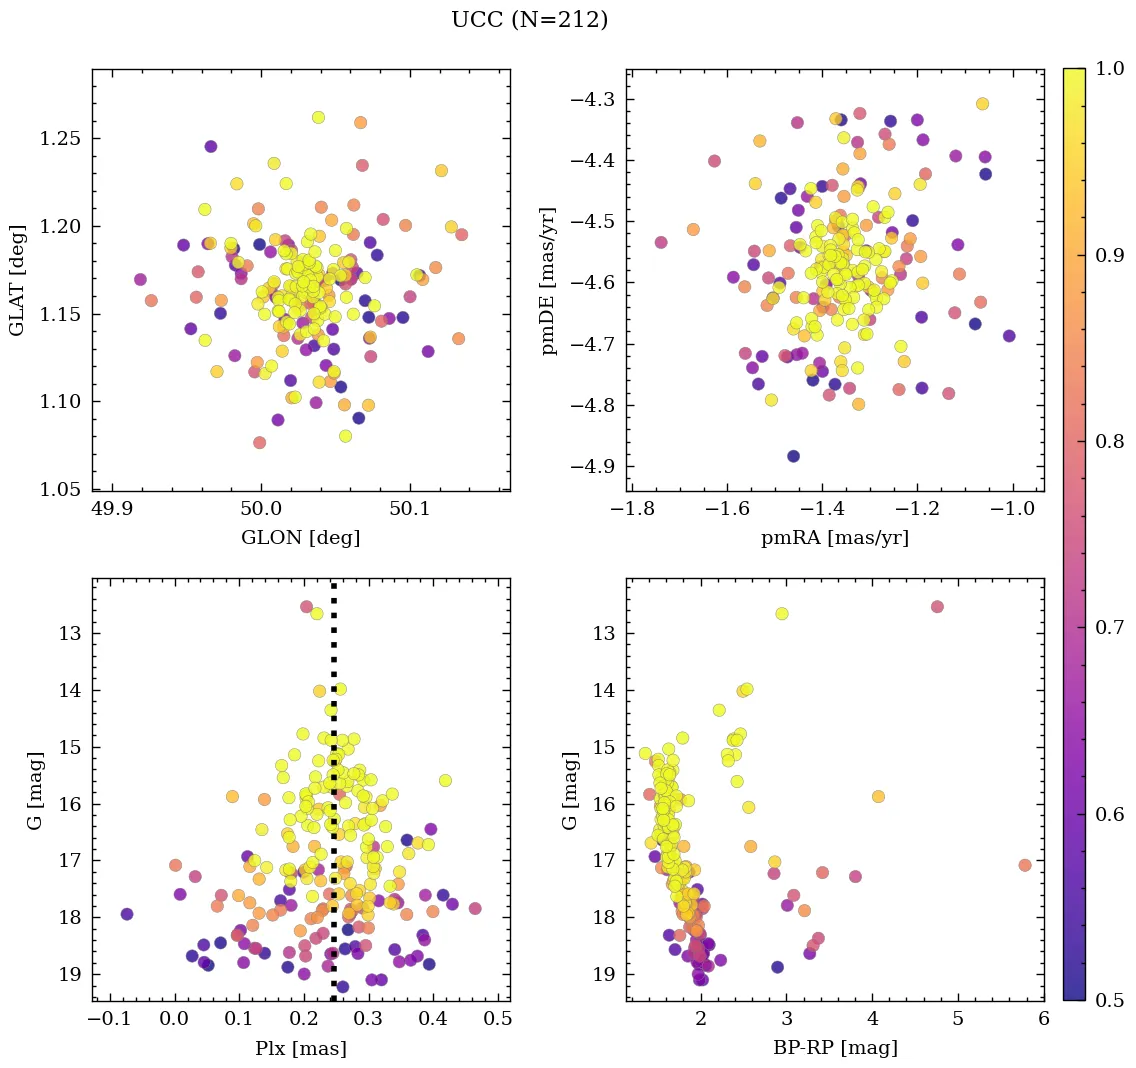 UCC (N=212)
1.25
1.20
1.15
1.10
1.05
GLAT [deg]
49.9 50.0 50.1
GLON [deg]
−4.3
−4.4
−4.5
−4.6
−4.7
−4.8
−4.9
pmDE [mas/yr]
−1.8 −1.6 −1.4 −1.2 −1.0
pmRA [mas/yr]
13
14
15
16
17
18
19
G [mag]
−0.1 0.0 0.1 0.2 0.3 0.4 0.5
Plx [mas]
13
14
15
16
17
18
19
G [mag]
2 3 4 5 6
BP-RP [mag]
1.0
0.9
0.8
0.7
0.6
0.5